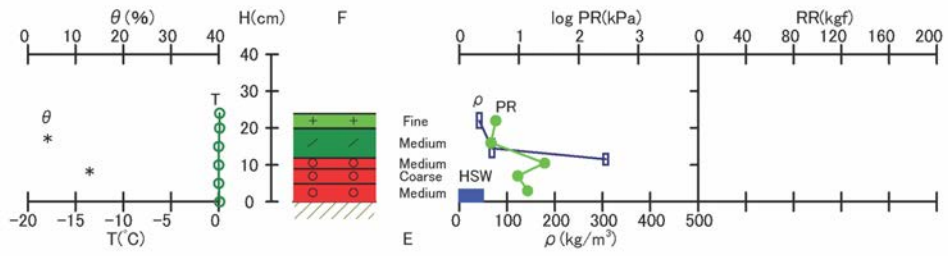 θ(%) H(cm) F log PR(kPa) RR(kgf)
0 10 20 30 40 0 1 2 3 0 40 80 120 160 200
40
30
20
10
0
T
θ
*
*
+ +
ρ PR
HSW
Fine
Medium
Medium
Coarse
Medium
-20 -15 -10 -5 0 0 100 200 300 400 500
T(°C) E ρ(kg/m³)